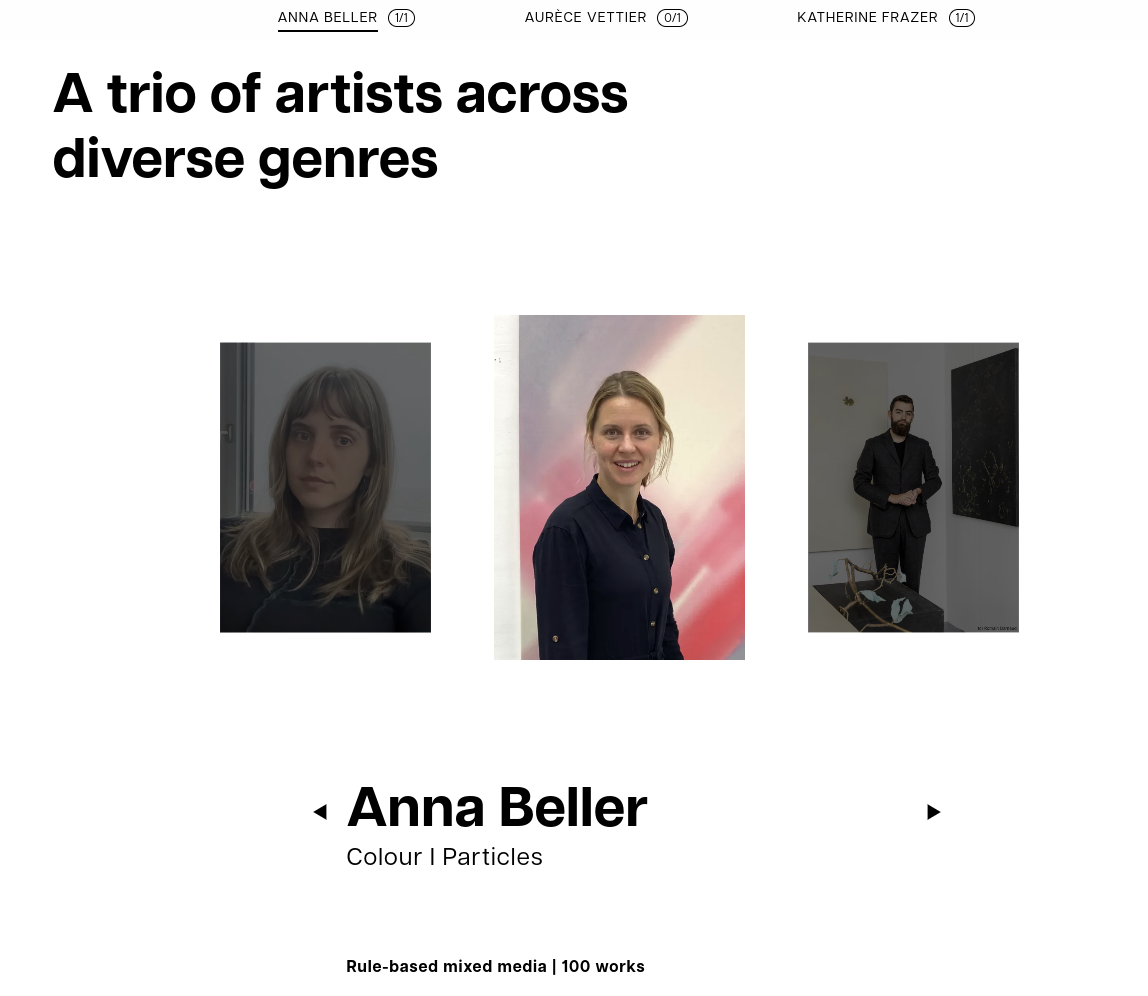 ANNA BELLER 1/1 AURÈCE VETTIER 0/1 KATHERINE FRAZER 1/1
A trio of artists across
diverse genres
◄ Anna Beller ►
Colour I Particles
Rule-based mixed media | 100 works